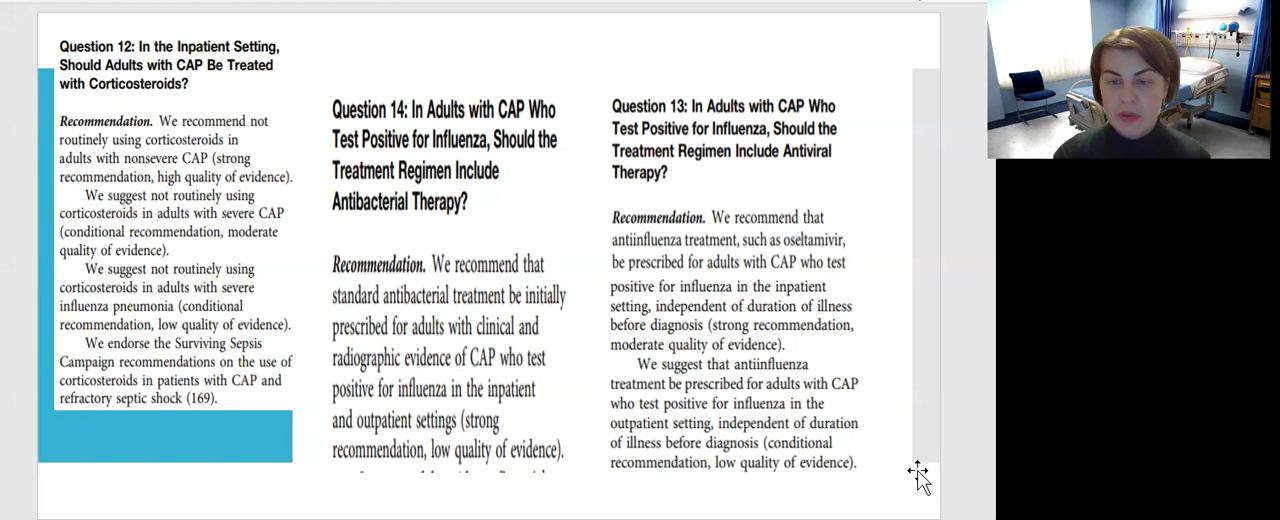 Question 12: In the Inpatient Setting,
Should Adults with CAP Be Treated
with Corticosteroids?
Recommendation. We recommend not
routinely using corticosteroids in
adults with nonsevere CAP (strong
recommendation, high quality of evidence).
We suggest not routinely using
corticosteroids in adults with severe CAP
(conditional recommendation, moderate
quality of evidence).
We suggest not routinely using
corticosteroids in adults with severe
influenza pneumonia (conditional
recommendation, low quality of evidence).
We endorse the Surviving Sepsis
Campaign recommendations on the use of
corticosteroids in patients with CAP and
refractory septic shock (169).
Question 14: In Adults with CAP Who
Test Positive for Influenza, Should the
Treatment Regimen Include
Antibacterial Therapy?
Recommendation. We recommend that
standard antibacterial treatment be initially
prescribed for adults with clinical and
radiographic evidence of CAP who test
positive for influenza in the inpatient
and outpatient settings (strong
recommendation, low quality of evidence).
Question 13: In Adults with CAP Who
Test Positive for Influenza, Should the
Treatment Regimen Include Antiviral
Therapy?
Recommendation. We recommend that
antiinfluenza treatment, such as oseltamivir,
be prescribed for adults with CAP who test
positive for influenza in the inpatient
setting, independent of duration of illness
before diagnosis (strong recommendation,
moderate quality of evidence).
We suggest that antiinfluenza
treatment be prescribed for adults with CAP
who test positive for influenza in the
outpatient setting, independent of duration
of illness before diagnosis (conditional
recommendation, low quality of evidence).